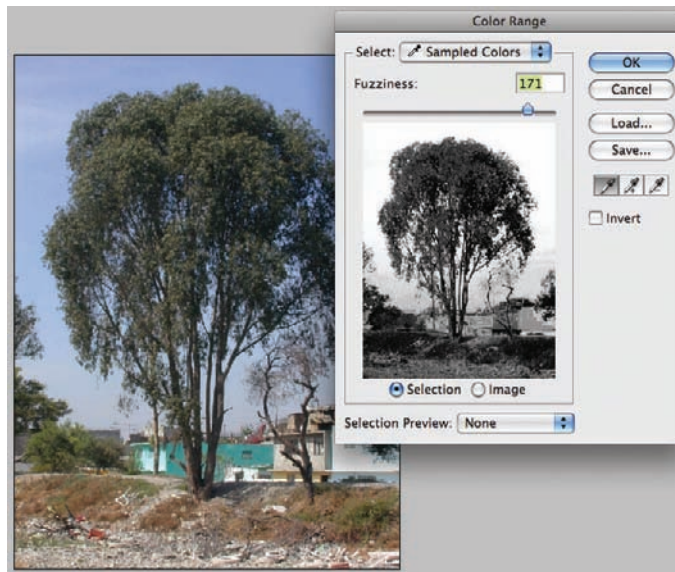 Color Range
Select: Sampled Colors
OK
Fuzziness: 171
Cancel
Load...
Save...
Invert
Selection Image
Selection Preview: None